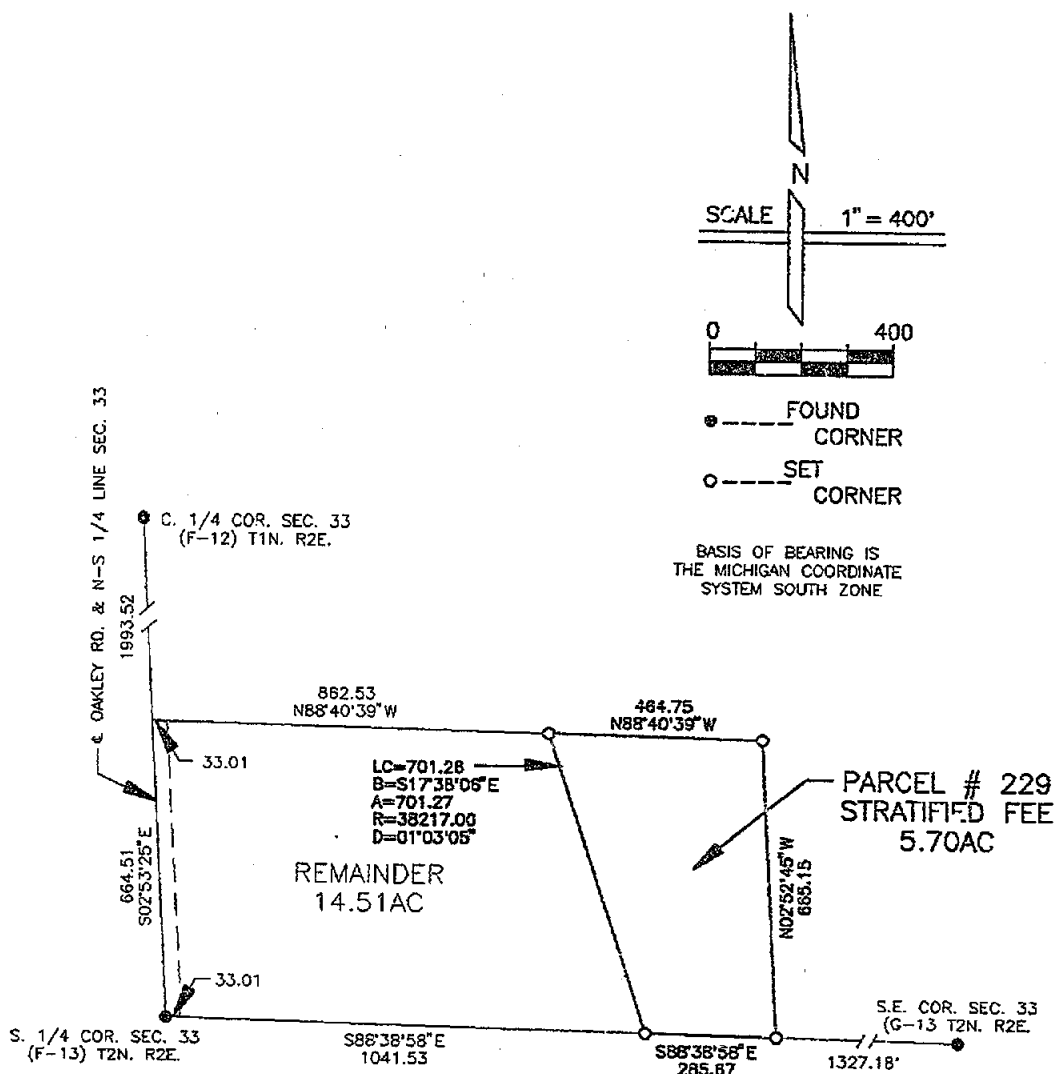 N
SCALE 1" = 400'
0 400
FOUND
CORNER
SET
CORNER
BASIS OF BEARING IS
THE MICHIGAN COORDINATE
SYSTEM SOUTH ZONE
℄ OAKLEY RD. & N-S 1/4 LINE SEC. 33
C. 1/4 COR. SEC. 33
(F-12) T1N. R2E.
1993.52
862.53
N88°40'39"W
464.75
N88°40'39"W
33.01
LC=701.28
B=S17°38'06"E
A=701.27
R=38217.00
D=01°03'05"
PARCEL # 229
STRATIFIED FEE
5.70AC
REMAINDER
14.51AC
664.51
S02°53'25"E
N02°52'45"W
665.15
33.01
S. 1/4 COR. SEC. 33
(F-13) T2N. R2E.
S88°38'58"E
1041.53
S88°38'58"E
285.67
S.E. COR. SEC. 33
(G-13 T2N. R2E.
1327.18'